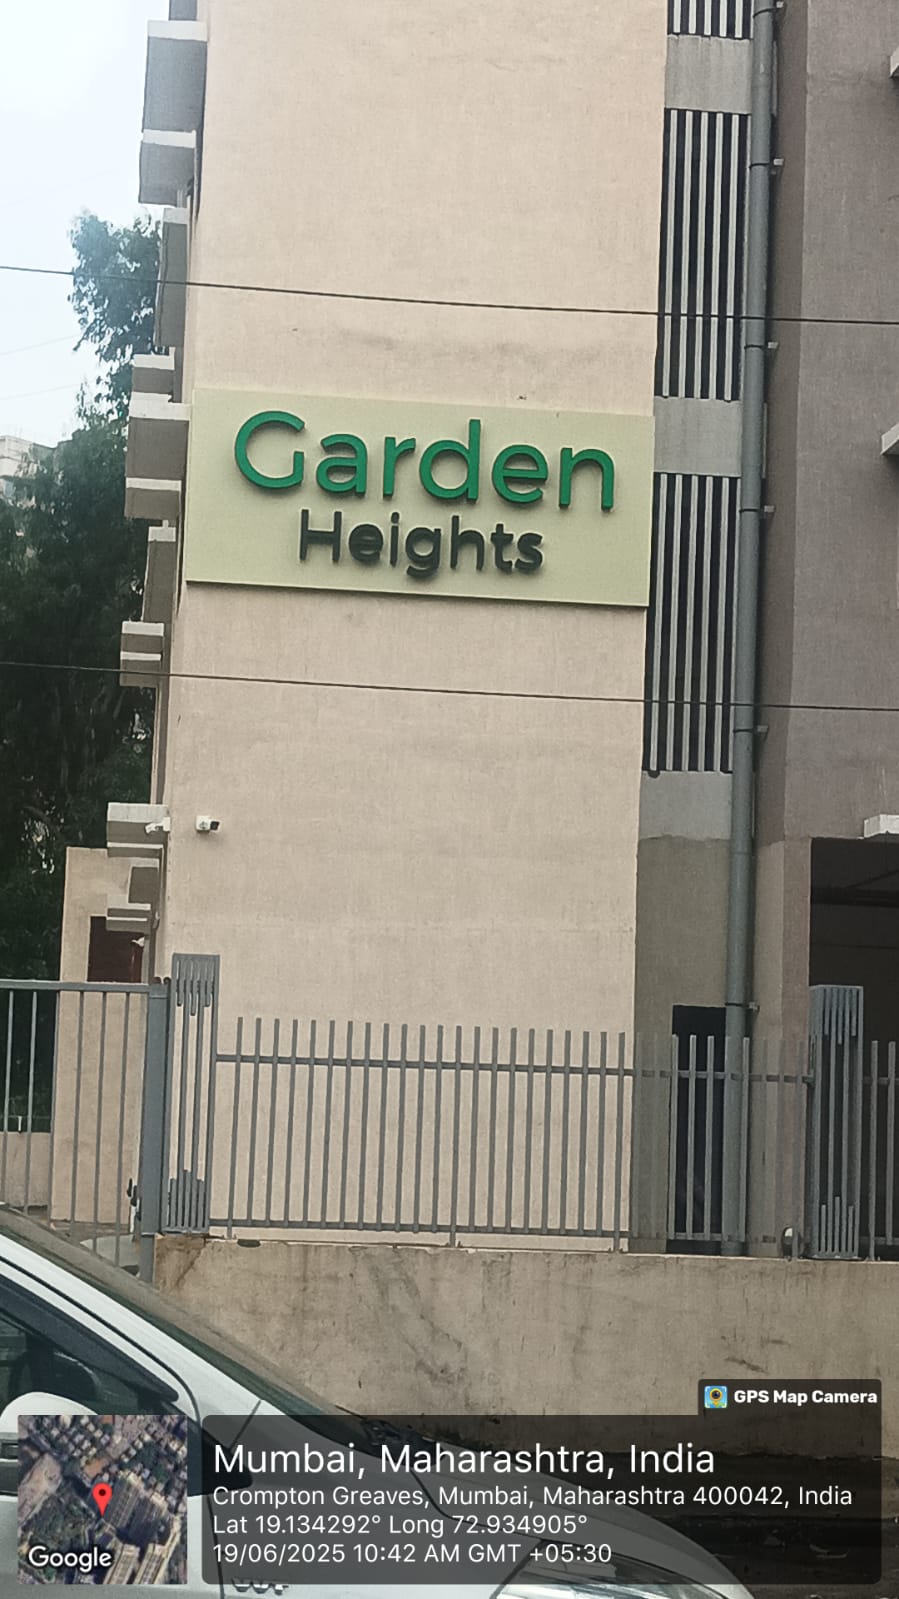 Garden
Heights
GPS Map Camera
Mumbai, Maharashtra, India
Crompton Greaves, Mumbai, Maharashtra 400042, India
Lat 19.134292° Long 72.934905°
19/06/2025 10:42 AM GMT +05:30
Google